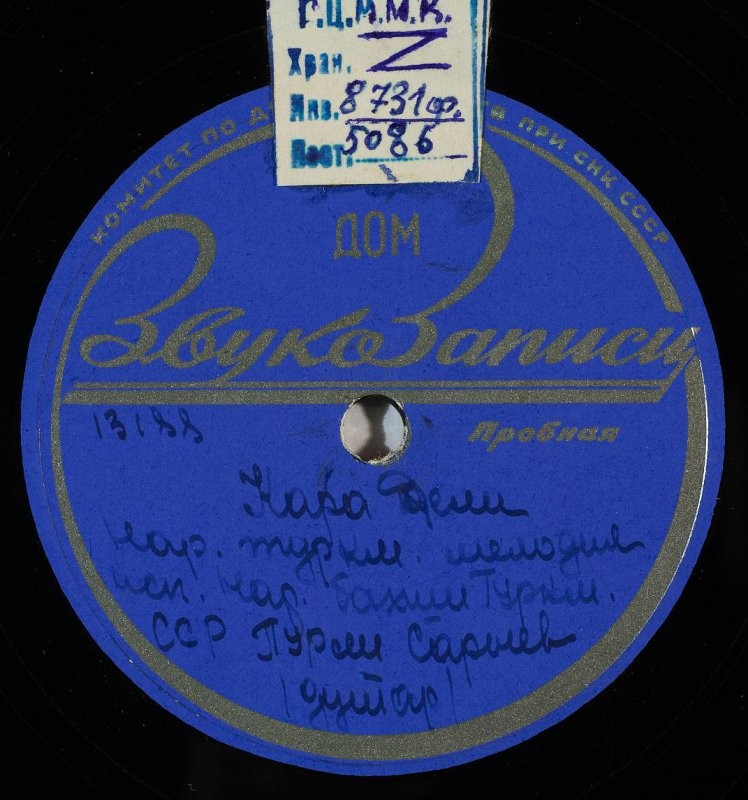 Г.Ц.М.М.К.
Хран.
Инв. 8731ф.
Пост. 5086
КОМИТЕТ ПО Д ПРИ СНК СССР
ДОМ
ЗвукоЗаписи
13188
Пробная
Кара Дели
нар. туркм. мелодия
исп. нар. бахши Туркм.
ССР Пурли Сарыев
(дутар)